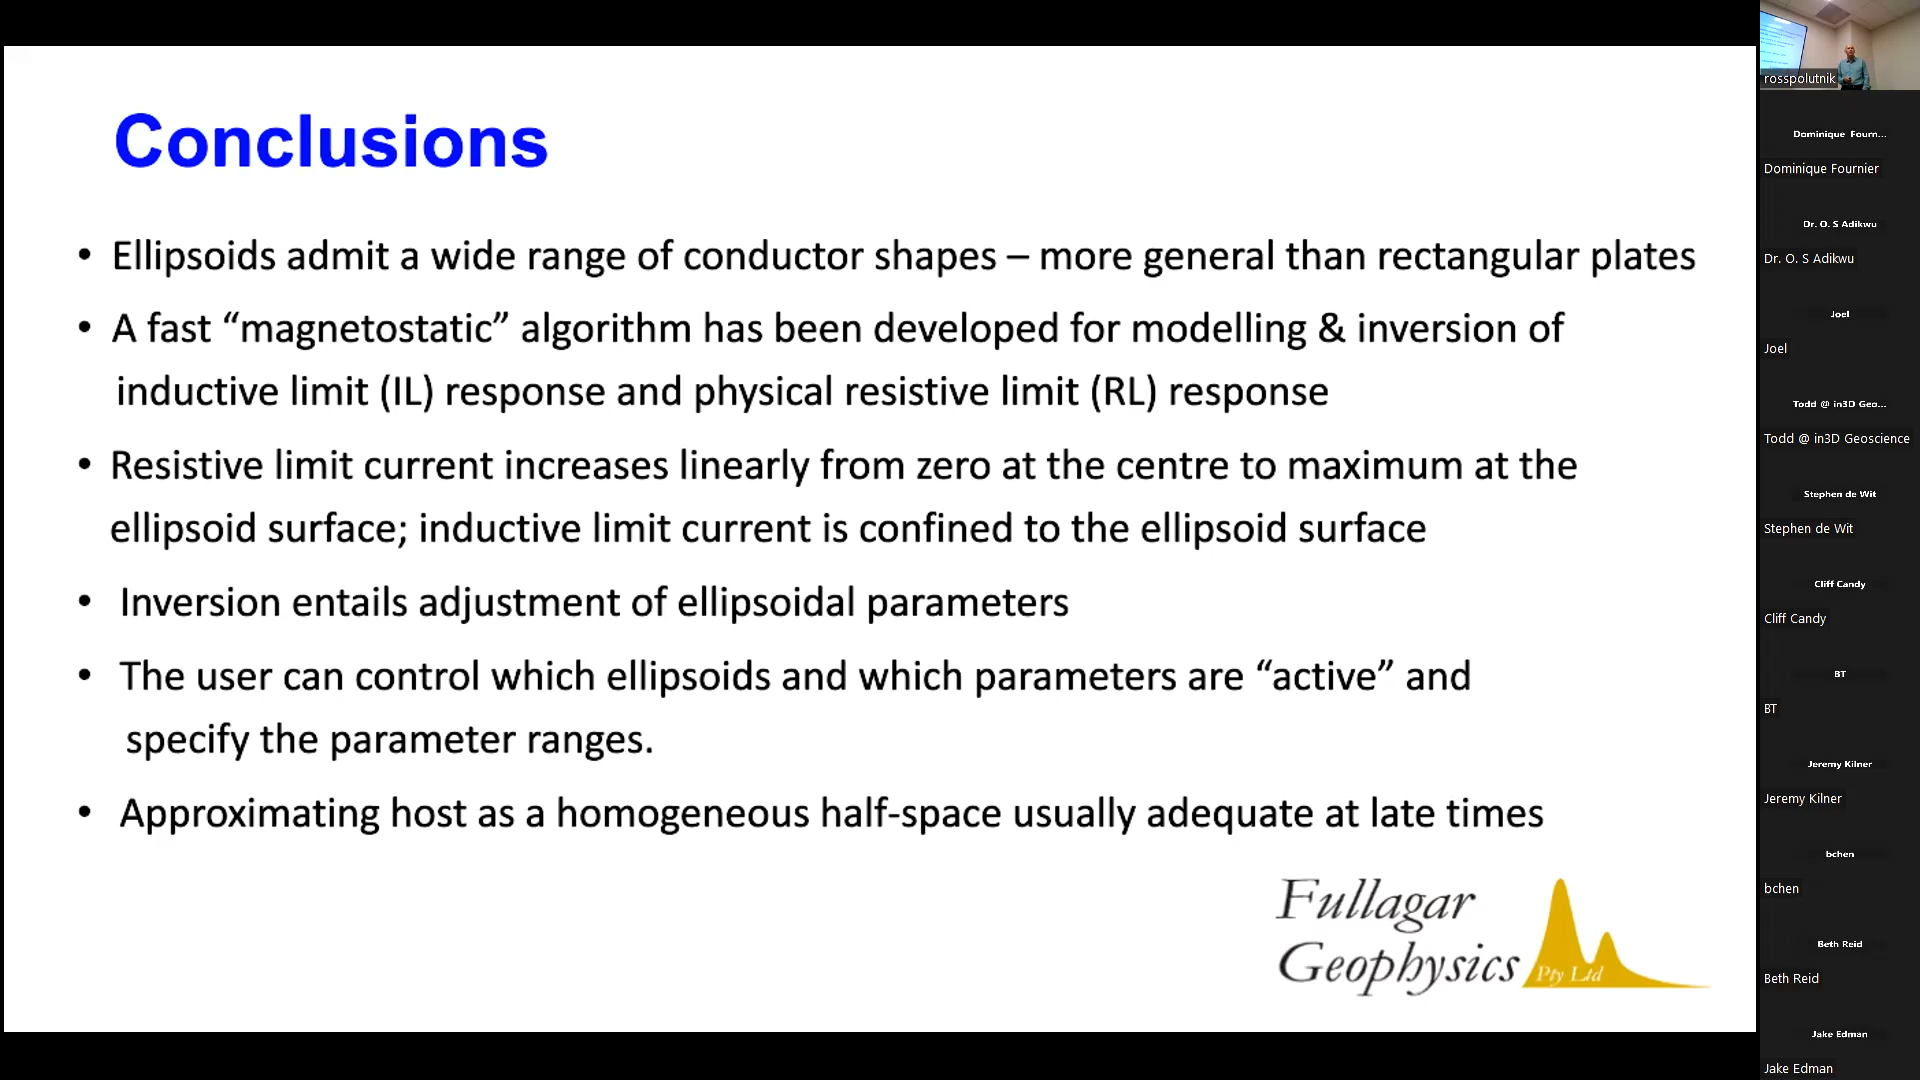 Conclusions
• Ellipsoids admit a wide range of conductor shapes – more general than rectangular plates
• A fast “magnetostatic” algorithm has been developed for modelling & inversion of
inductive limit (IL) response and physical resistive limit (RL) response
• Resistive limit current increases linearly from zero at the centre to maximum at the
ellipsoid surface; inductive limit current is confined to the ellipsoid surface
• Inversion entails adjustment of ellipsoidal parameters
• The user can control which ellipsoids and which parameters are “active” and
specify the parameter ranges.
• Approximating host as a homogeneous half-space usually adequate at late times
Fullagar
Geophysics
Pty Ltd
rosspolutnik
Dominique Fourn...
Dominique Fournier
Dr. O. S Adikwu
Dr. O. S Adikwu
Joel
Joel
Todd @ in3D Geo...
Todd @ in3D Geoscience
Stephen de Wit
Stephen de Wit
Cliff Candy
Cliff Candy
BT
BT
Jeremy Kilner
Jeremy Kilner
bchen
bchen
Beth Reid
Beth Reid
Jake Edman
Jake Edman